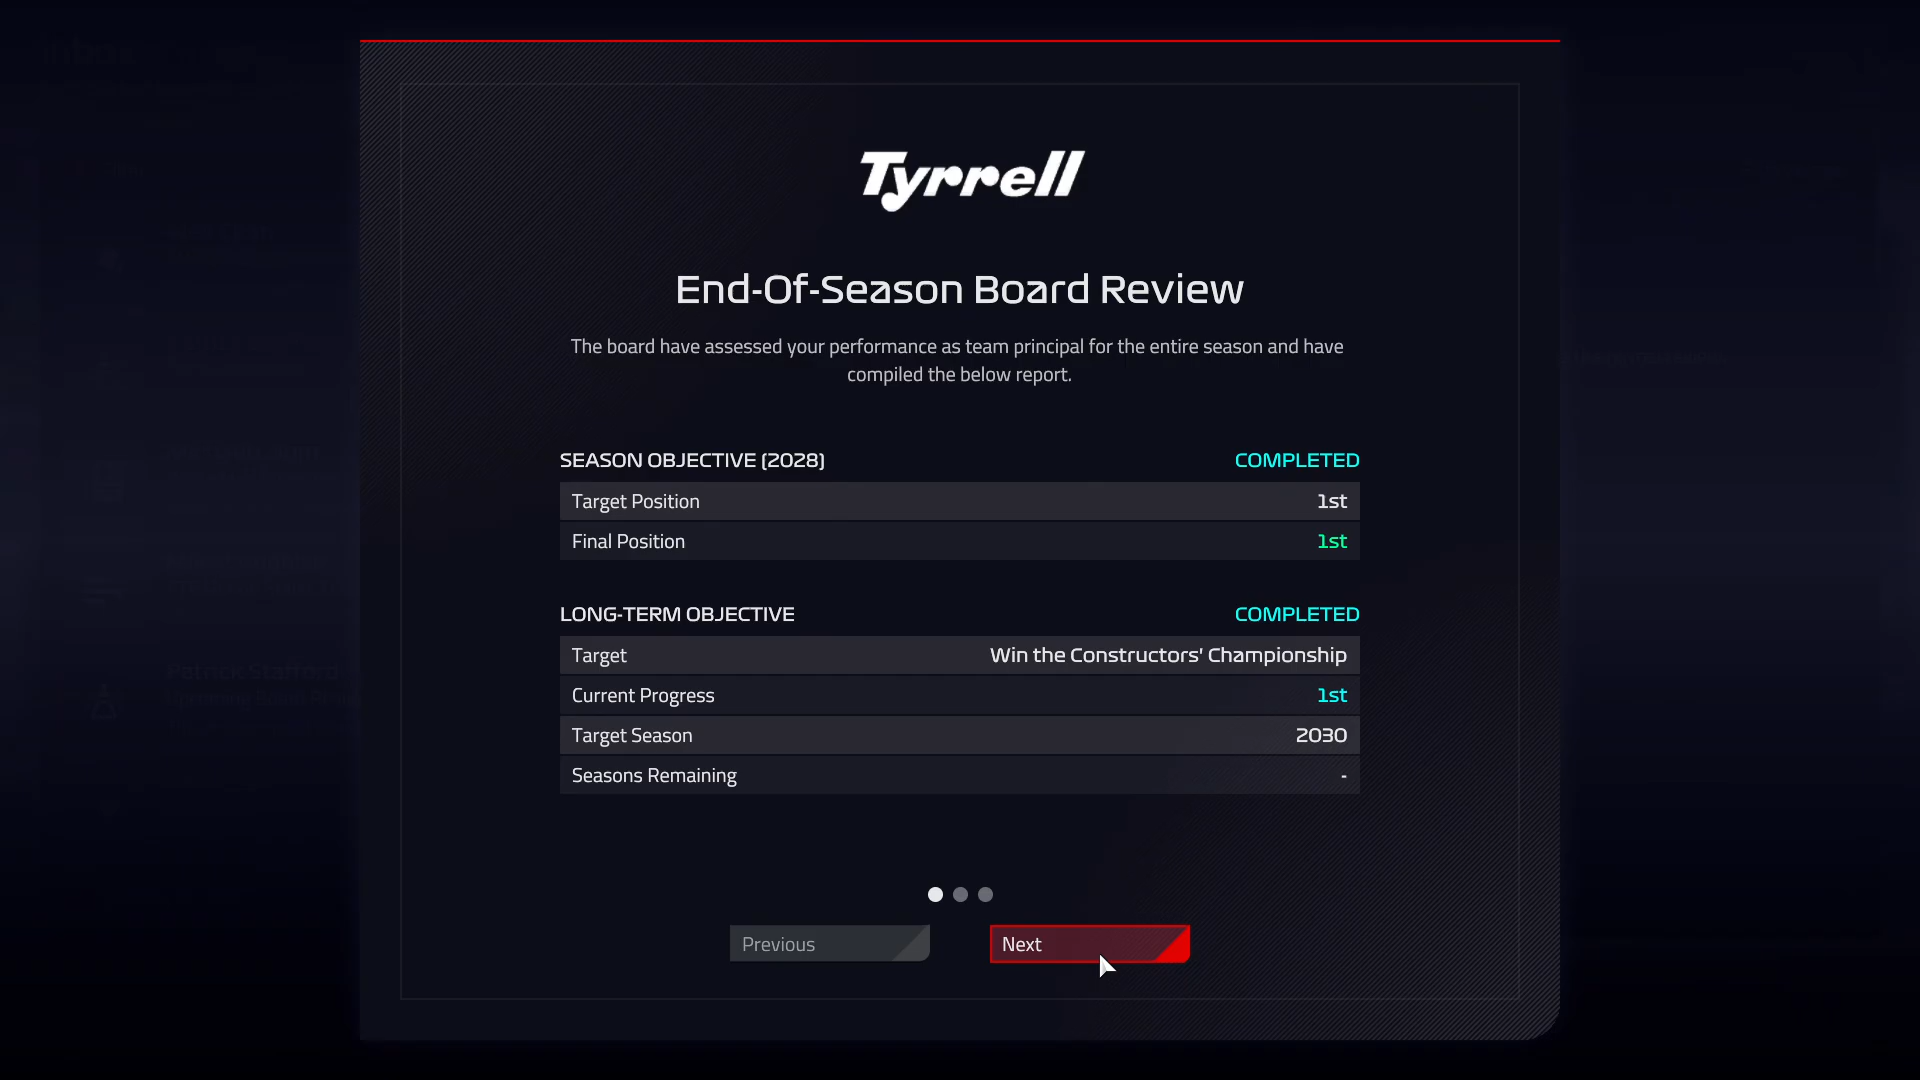 Tyrrell
End-Of-Season Board Review
The board have assessed your performance as team principal for the entire season and have
compiled the below report.
SEASON OBJECTIVE (2028) COMPLETED
Target Position 1st
Final Position 1st
LONG-TERM OBJECTIVE COMPLETED
Target Win the Constructors' Championship
Current Progress 1st
Target Season 2030
Seasons Remaining -
Previous Next